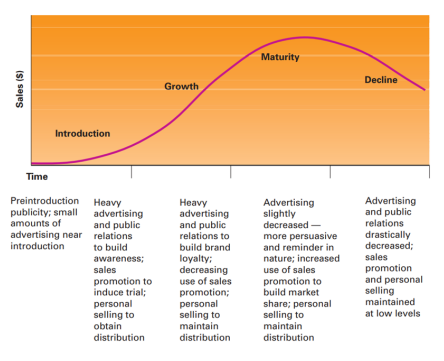 Sales ($)
Introduction
Growth
Maturity
Decline
Time
Preintroduction
publicity; small
amounts of
advertising near
introduction
Heavy
advertising
and public
relations
to build
awareness;
sales
promotion to
induce trial;
personal
selling to
obtain
distribution
Heavy
advertising
and public
relations to
build brand
loyalty;
decreasing
use of sales
promotion;
personal
selling to
maintain
distribution
Advertising
slightly
decreased —
more persuasive
and reminder in
nature; increased
use of sales
promotion to
build market
share; personal
selling to
maintain
distribution
Advertising
and public
relations
drastically
decreased;
sales
promotion
and personal
selling
maintained
at low levels